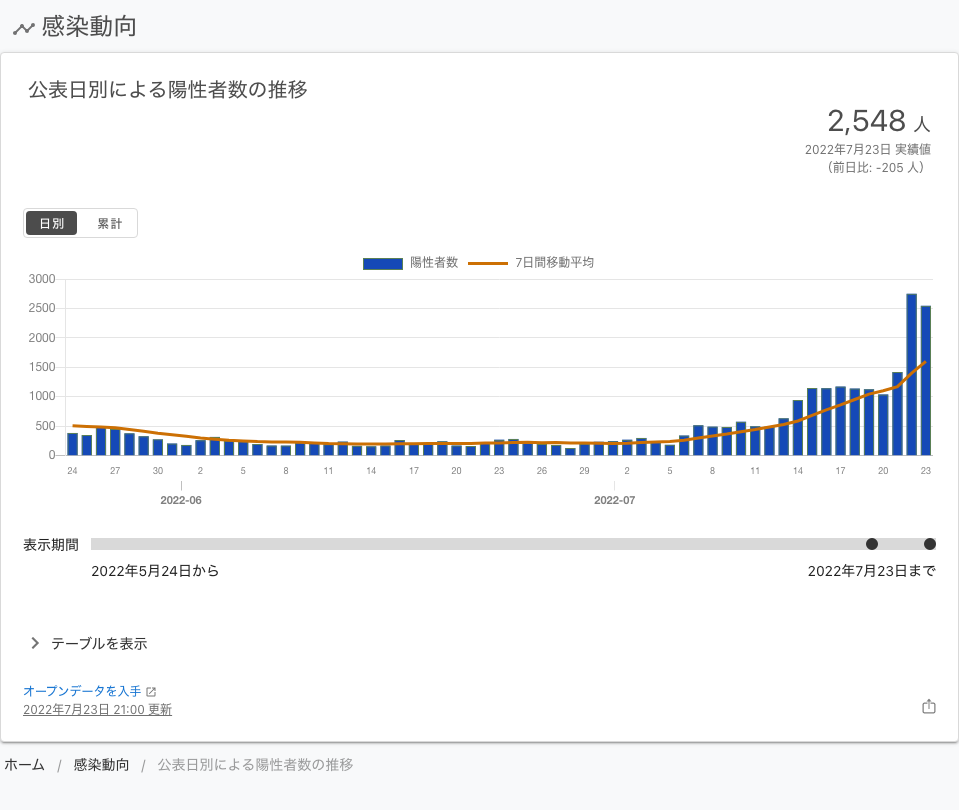 感染動向
公表日別による陽性者数の推移
2,548 人
2022年7月23日 実績値
（前日比: -205 人）
日別 累計
陽性者数 7日間移動平均
3000
2500
2000
1500
1000
500
0
24 27 30 2 5 8 11 14 17 20 23 26 29 2 5 8 11 14 17 20 23
2022-06 2022-07
表示期間
2022年5月24日から 2022年7月23日まで
テーブルを表示
オープンデータを入手
2022年7月23日 21:00 更新
ホーム / 感染動向 / 公表日別による陽性者数の推移